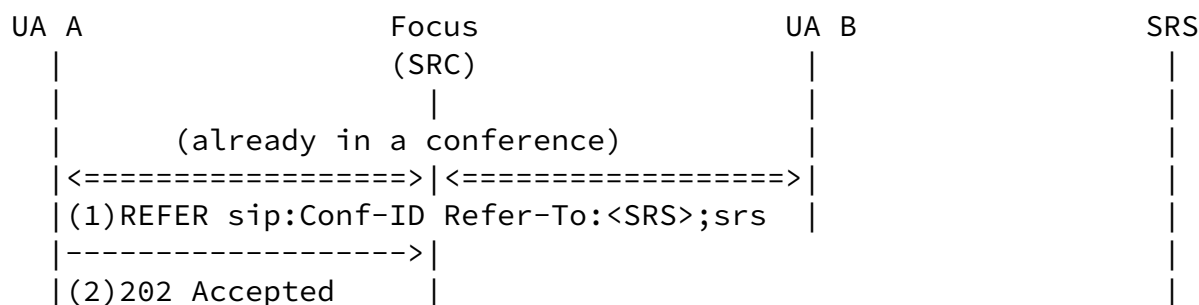 UA A                   Focus                 UA B                  SRS
  |                   (SRC)                    |                    |
  |                     |                      |                    |
  |      (already in a conference)             |                    |
  |<==================>|<==================>|                    |
  |(1)REFER sip:Conf-ID Refer-To:<SRS>;srs  |                    |
  |------------------->|                                          |
  |(2)202 Accepted      |                                           |